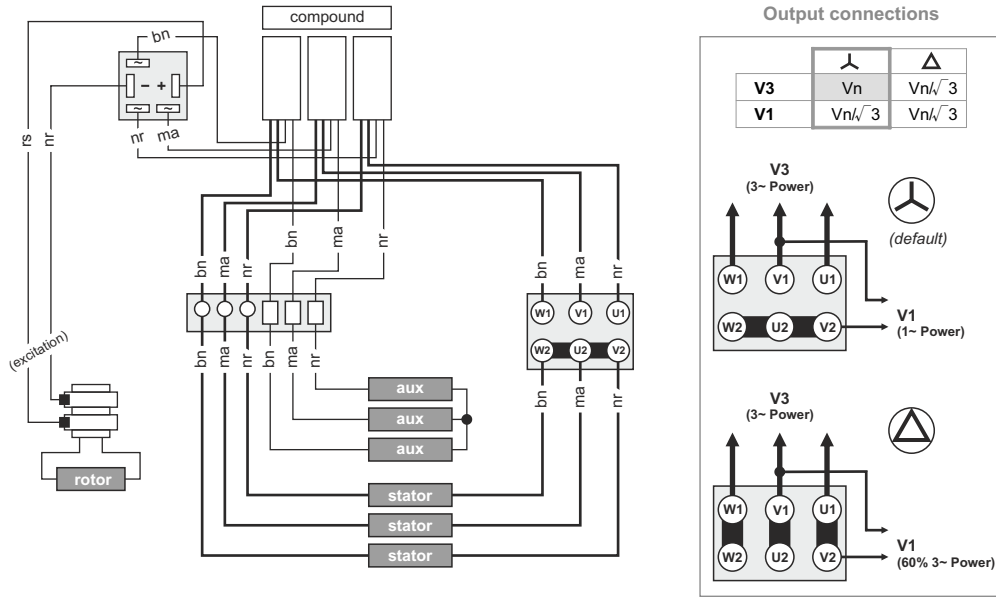 compound
bn
~
− +
~ ~
nr ma
rs
nr
(excitation)
rotor
bn
ma
nr
bn
ma
nr
bn
ma
nr
bn
ma
nr
bn
ma
nr
W1 V1 U1
W2 U2 V2
bn
ma
nr
aux
aux
aux
stator
stator
stator
Output connections
V3 Vn Vn/√3
V1 Vn/√3 Vn/√3
V3
(3~ Power)
(default)
W1 V1 U1
W2 U2 V2
V1
(1~ Power)
V3
(3~ Power)
W1 V1 U1
W2 U2 V2
V1
(60% 3~ Power)